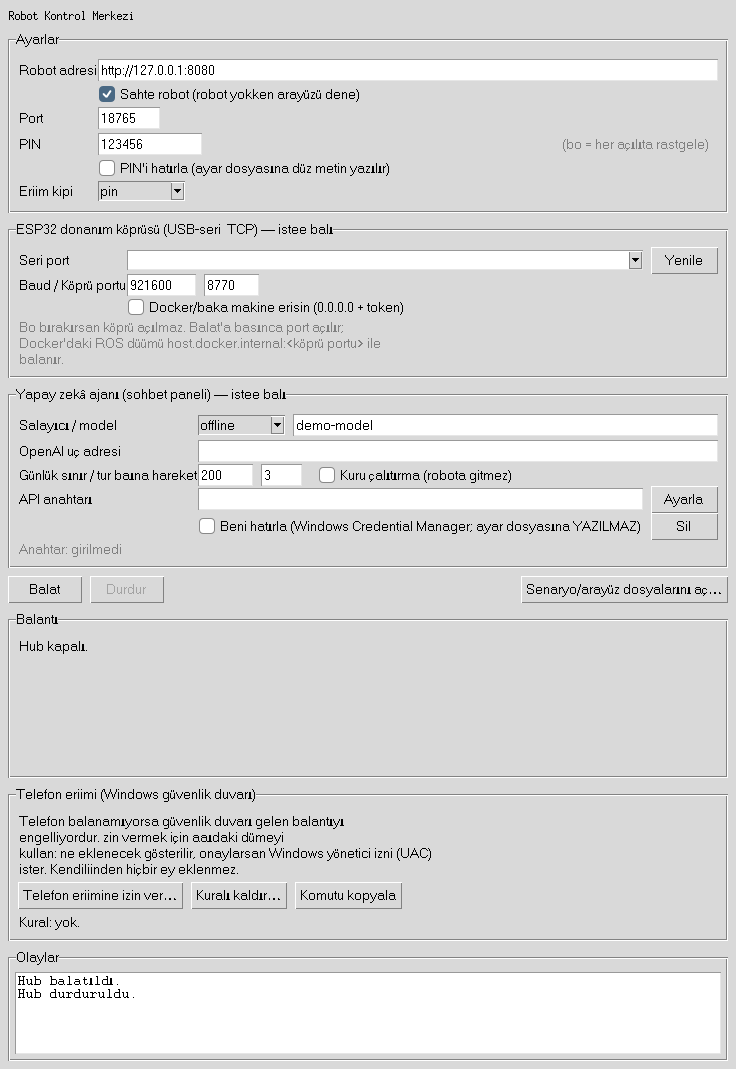 Robot Kontrol Merkezi
Ayarlar
Robot adresi http://127.0.0.1:8080
Sahte robot (robot yokken arayüzü dene)
Port 18765
PIN 123456 (bo = her açılıta rastgele)
PIN'i hatırla (ayar dosyasına düz metin yazılır)
Eriim kipi pin
ESP32 donanım köprüsü (USB-seri TCP) — istee balı
Seri port Yenile
Baud / Köprü portu 921600 8770
Docker/baka makine erisin (0.0.0.0 + token)
Bo bırakırsan köprü açılmaz. Balat'a basınca port açılır;
Docker'daki ROS düümü host.docker.internal:<köprü portu> ile
balanır.
Yapay zekâ ajanı (sohbet paneli) — istee balı
Salayıcı / model offline demo-model
OpenAI uç adresi
Günlük sınır / tur baına hareket 200 3 Kuru çalıtırma (robota gitmez)
API anahtarı Ayarla
Beni hatırla (Windows Credential Manager; ayar dosyasına YAZILMAZ) Sil
Anahtar: girilmedi
Balat Durdur Senaryo/arayüz dosyalarını aç...
Balantı
Hub kapalı.
Telefon eriimi (Windows güvenlik duvarı)
Telefon balanamıyorsa güvenlik duvarı gelen balantıyı
engelliyordur. zin vermek için aaıdaki dümeyi
kullan: ne eklenecek gösterilir, onaylarsan Windows yönetici izni (UAC)
ister. Kendiliinden hiçbir ey eklenmez.
Telefon eriimine izin ver... Kuralı kaldır... Komutu kopyala
Kural: yok.
Olaylar
Hub balatıldı.
Hub durduruldu.